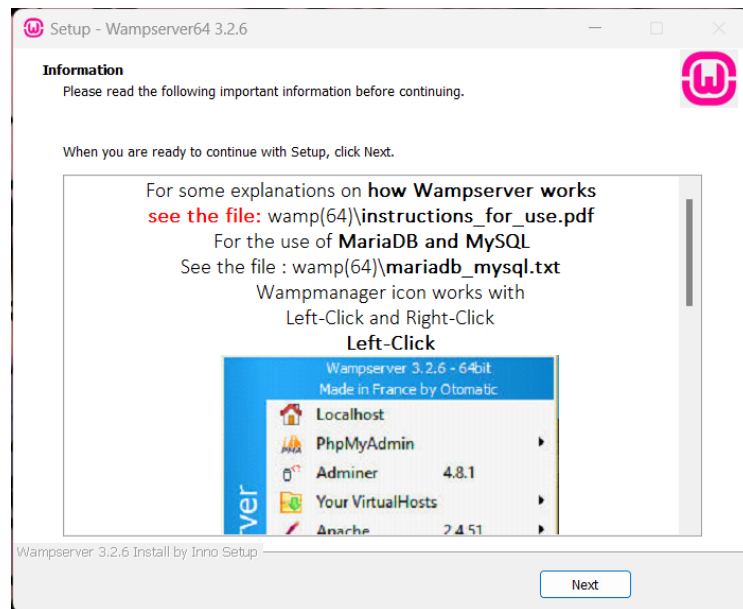 Setup - Wampserver64 3.2.6
Information
Please read the following important information before continuing.
When you are ready to continue with Setup, click Next.
For some explanations on how Wampserver works
see the file: wamp(64)\instructions_for_use.pdf
For the use of MariaDB and MySQL
See the file : wamp(64)\mariadb_mysql.txt
Wampmanager icon works with
Left-Click and Right-Click
Left-Click
Wampserver 3.2.6 - 64bit
Made in France by Otomatic
Localhost
PhpMyAdmin
Adminer 4.8.1
Your VirtualHosts
Apache 2.4.51
ver
Wampserver 3.2.6 Install by Inno Setup
Next